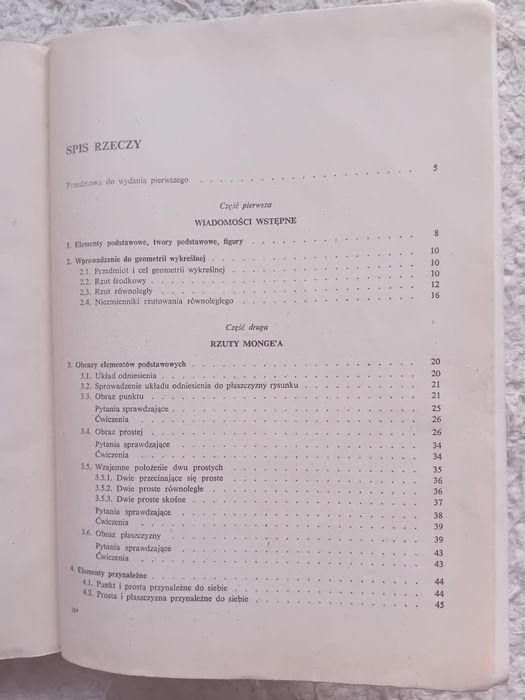 SPIS RZECZY
Przedmowa do wydania pierwszego . . . . . . . . . . . . . . . . . . 5
Część pierwsza
WIADOMOŚCI WSTĘPNE
1. Elementy podstawowe, twory podstawowe, figury . . . . . . . . . . . . . . 8
2. Wprowadzenie do geometrii wykreślnej . . . . . . . . . . . . . . . . . 10
2.1. Przedmiot i cel geometrii wykreślnej . . . . . . . . . . . . . . . . 10
2.2. Rzut środkowy . . . . . . . . . . . . . . . . . . . . . . 10
2.3. Rzut równoległy . . . . . . . . . . . . . . . . . . . . . 12
2.4. Niezmienniki rzutowania równoległego . . . . . . . . . . . . . . . 16
Część druga
RZUTY MONGE'A
3. Obrazy elementów podstawowych . . . . . . . . . . . . . . . . . . . 20
3.1. Układ odniesienia . . . . . . . . . . . . . . . . . . . . . 20
3.2. Sprowadzenie układu odniesienia do płaszczyzny rysunku . . . . . . . . . . 21
3.3. Obraz punktu . . . . . . . . . . . . . . . . . . . . . . 21
Pytania sprawdzające . . . . . . . . . . . . . . . . . . . . 25
Ćwiczenia . . . . . . . . . . . . . . . . . . . . . . . 26
3.4. Obraz prostej . . . . . . . . . . . . . . . . . . . . . . 26
Pytania sprawdzające . . . . . . . . . . . . . . . . . . . . 34
Ćwiczenia . . . . . . . . . . . . . . . . . . . . . . . 34
3.5. Wzajemne położenie dwu prostych . . . . . . . . . . . . . . . . . 35
3.5.1. Dwie przecinające się proste . . . . . . . . . . . . . . . . . 36
3.5.2. Dwie proste równoległe . . . . . . . . . . . . . . . . . . 36
3.5.3. Dwie proste skośne . . . . . . . . . . . . . . . . . . . 37
Pytania sprawdzające . . . . . . . . . . . . . . . . . . . . 38
Ćwiczenia . . . . . . . . . . . . . . . . . . . . . . . 39
3.6. Obraz płaszczyzny . . . . . . . . . . . . . . . . . . . . . 39
Pytania sprawdzające . . . . . . . . . . . . . . . . . . . . 43
Ćwiczenia . . . . . . . . . . . . . . . . . . . . . . . 43
4. Elementy przynależne . . . . . . . . . . . . . . . . . . . . . 44
4.1. Punkt i prosta przynależne do siebie . . . . . . . . . . . . . . . . 44
4.2. Prosta i płaszczyzna przynależne do siebie . . . . . . . . . . . . . . 45